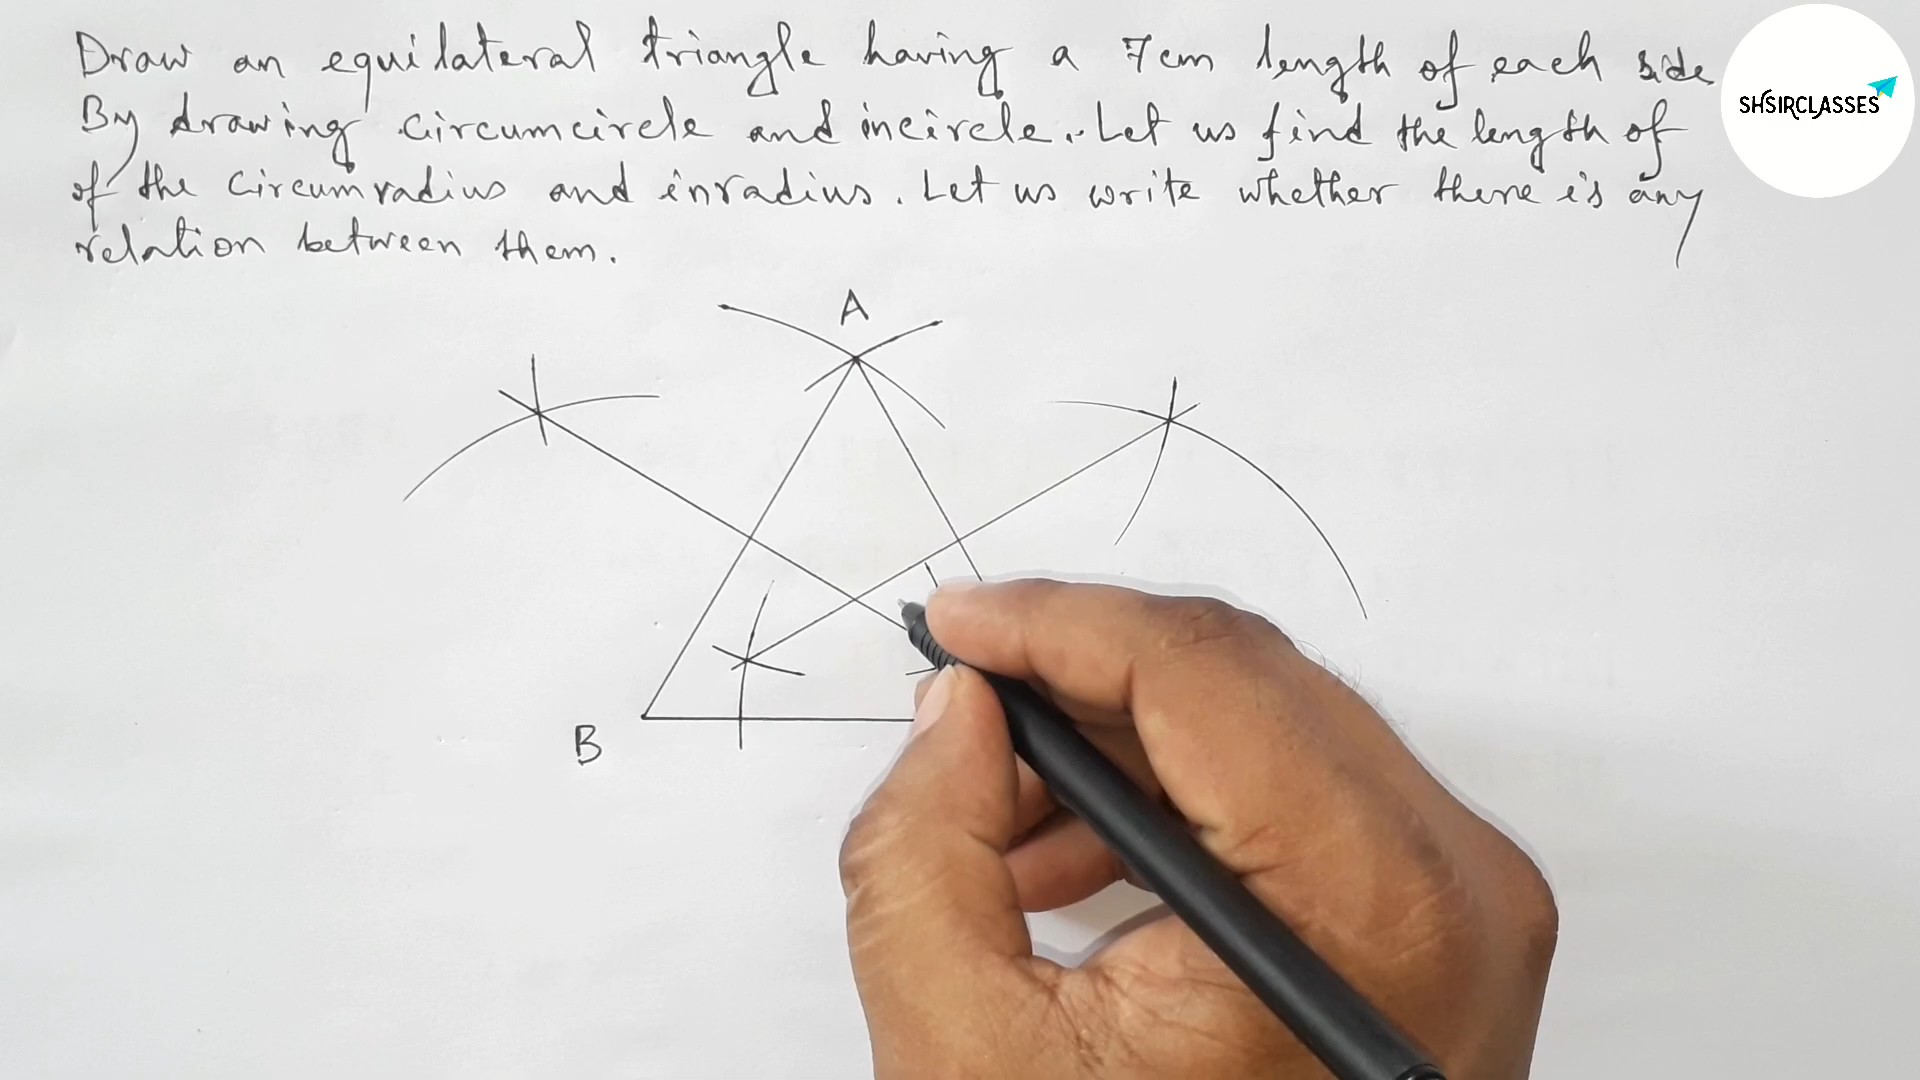 Draw an equilateral triangle having a 7cm length of each side
By drawing circumcircle and incircle. Let us find the length of
of the circumradius and inradius. Let us write whether there is any
relation between them.
SHSIRCLASSES
A
B